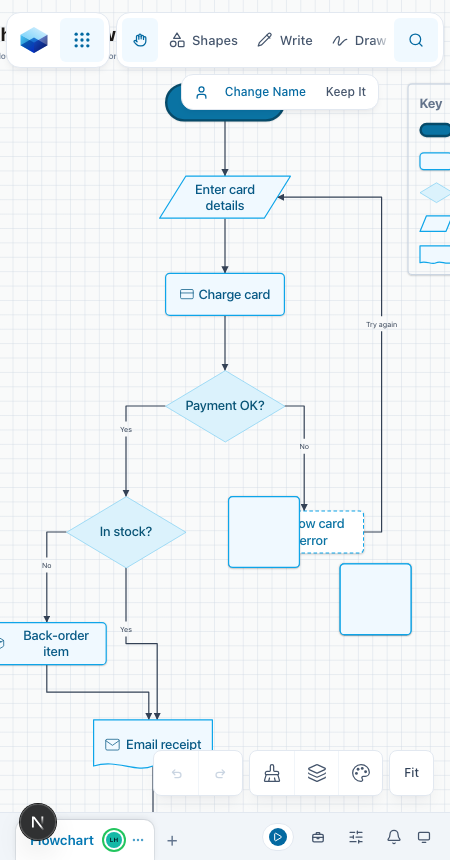 Shapes
Write
Draw
Change Name
Keep It
Key
Enter card
details
Charge card
Try again
Payment OK?
Yes
No
card
error
In stock?
No
Yes
Back-order
item
Email receipt
Fit
N
Flowchart
LH